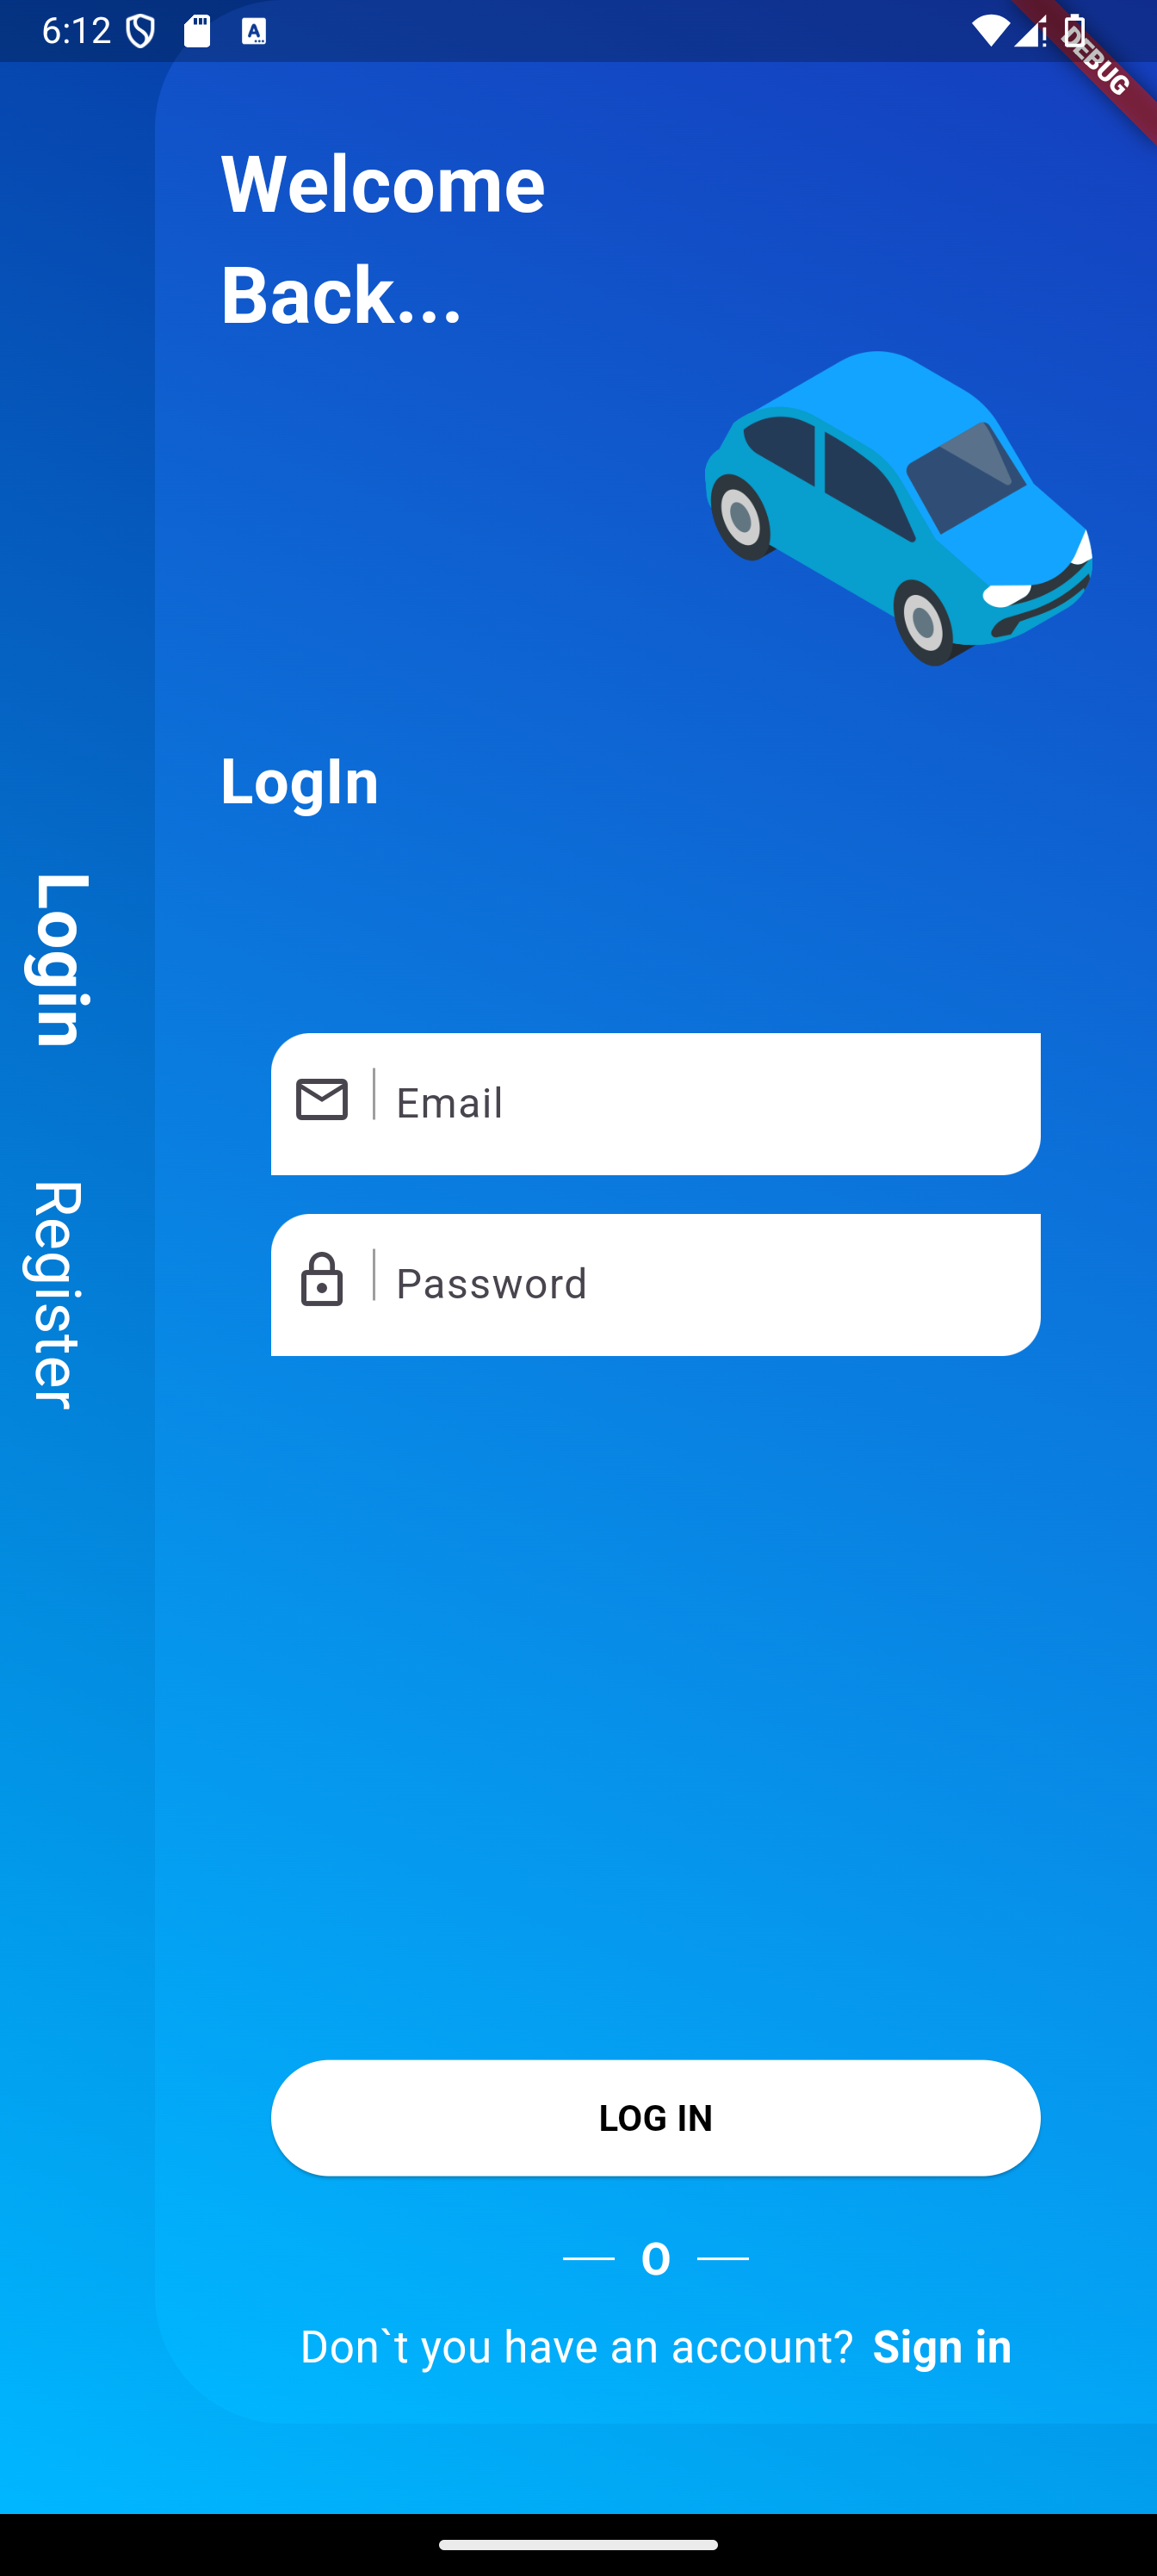 6:12
DEBUG
Welcome
Back...
LogIn
Login
Register
Email
Password
LOG IN
O
Don`t you have an account? Sign in